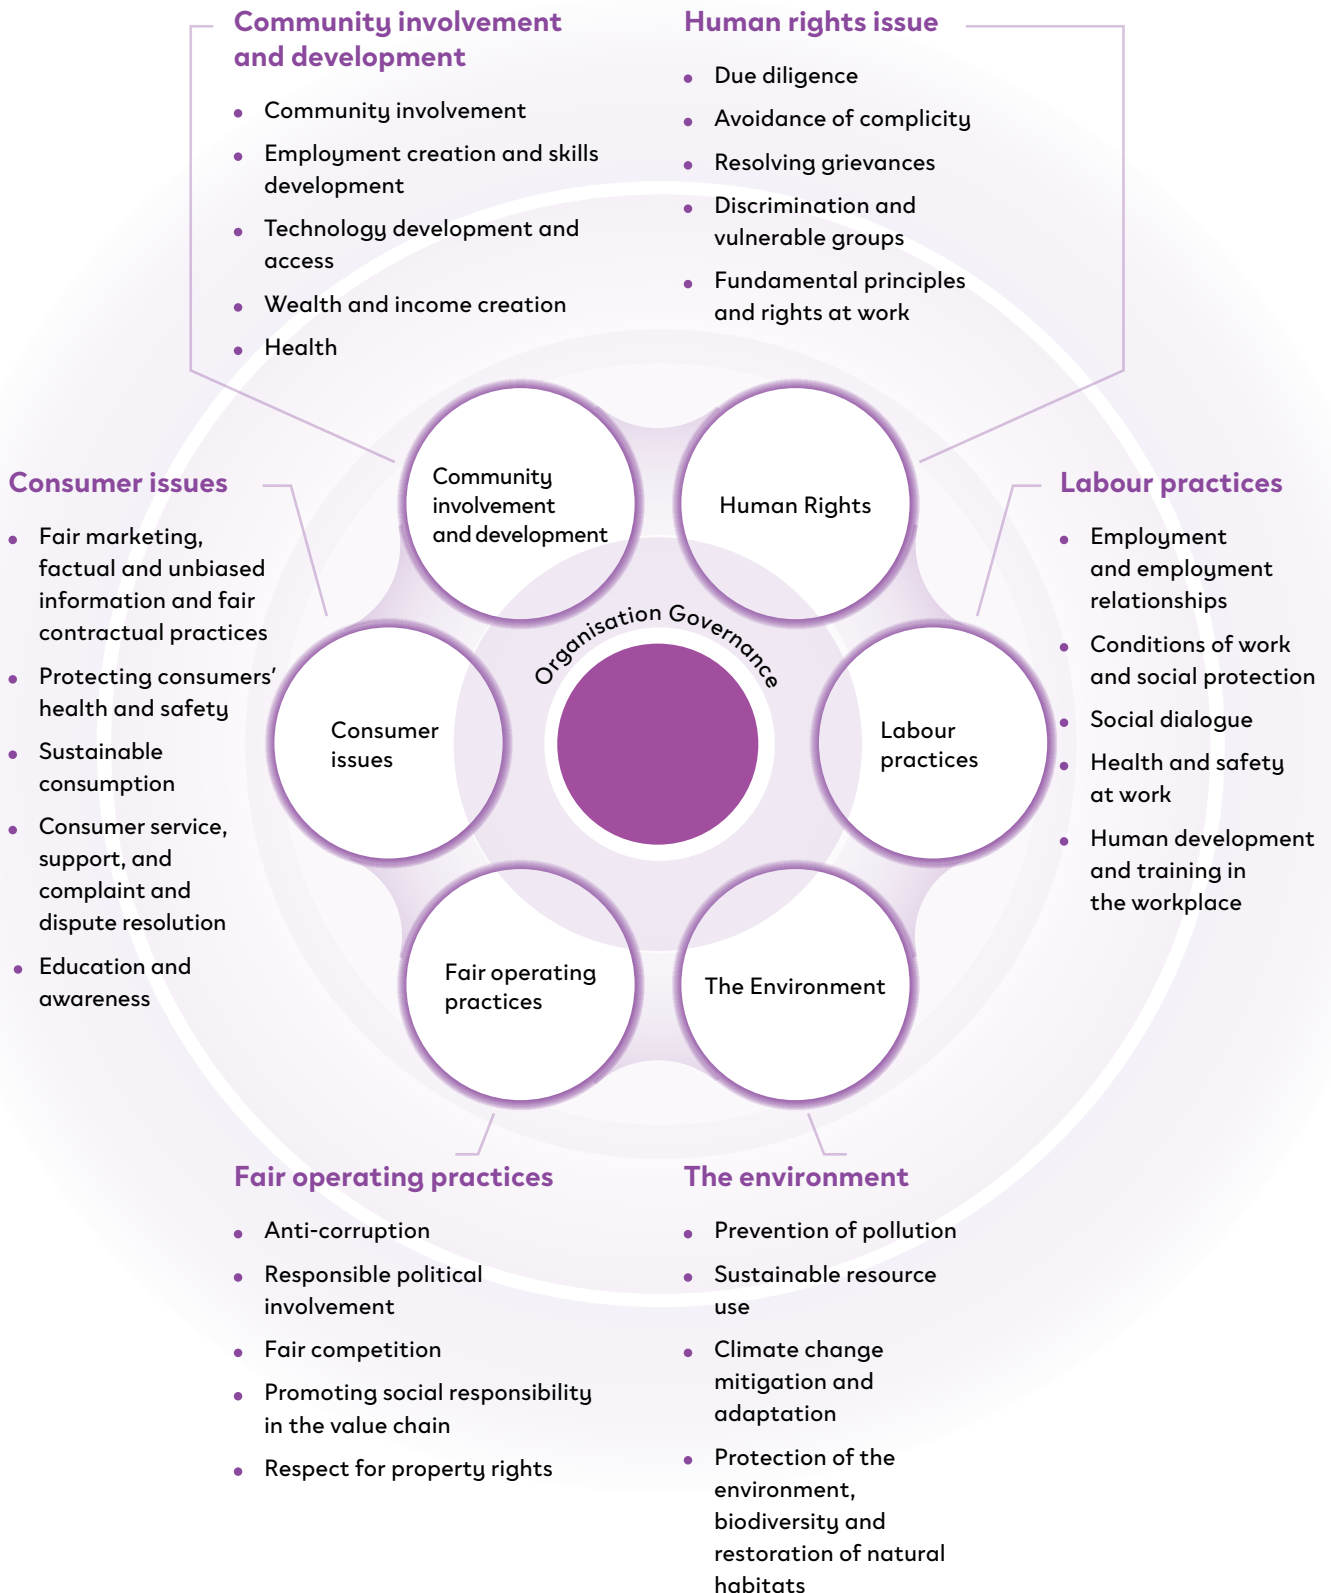 Community involvement
and development
• Community involvement
• Employment creation and skills
development
• Technology development and
access
• Wealth and income creation
• Health
Human rights issue
• Due diligence
• Avoidance of complicity
• Resolving grievances
• Discrimination and
vulnerable groups
• Fundamental principles
and rights at work
Consumer issues
• Fair marketing,
factual and unbiased
information and fair
contractual practices
• Protecting consumers’
health and safety
• Sustainable
consumption
• Consumer service,
support, and
complaint and
dispute resolution
• Education and
awareness
Community
involvement
and development
Human Rights
Organisation Governance
Consumer
issues
Labour
practices
Fair operating
practices
The Environment
Labour practices
• Employment
and employment
relationships
• Conditions of work
and social protection
• Social dialogue
• Health and safety
at work
• Human development
and training in
the workplace
Fair operating practices
• Anti-corruption
• Responsible political
involvement
• Fair competition
• Promoting social responsibility
in the value chain
• Respect for property rights
The environment
• Prevention of pollution
• Sustainable resource
use
• Climate change
mitigation and
adaptation
• Protection of the
environment,
biodiversity and
restoration of natural
habitats